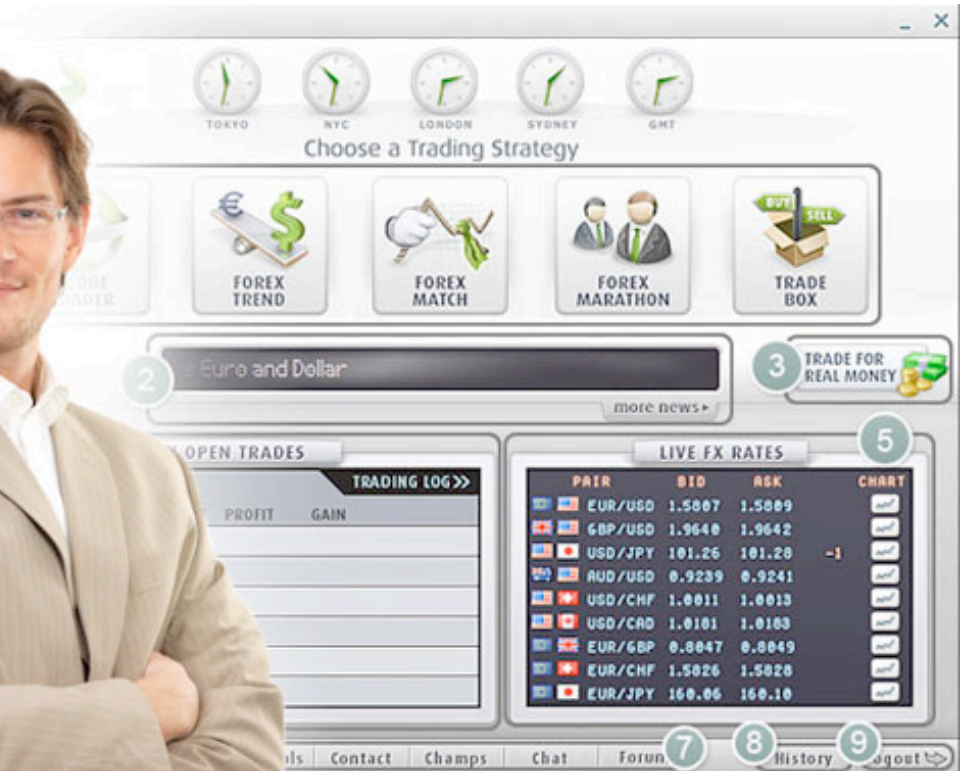 TOKYO NYC LONDON SYDNEY GMT
Choose a Trading Strategy
FOREX
TREND
FOREX
MATCH
FOREX
MARATHON
TRADE
BOX
Euro and Dollar
more news
2
3
TRADE FOR
REAL MONEY
OPEN TRADES
TRADING LOG >>
PROFIT GAIN
5
LIVE FX RATES
PAIR BID ASK CHART
EUR/USD 1.5807 1.5809
GBP/USD 1.9640 1.9642
USD/JPY 101.26 101.28 -1
AUD/USD 0.9239 0.9241
USD/CHF 1.0011 1.0013
USD/CAD 1.0181 1.0183
EUR/GBP 0.8047 0.8049
EUR/CHF 1.5826 1.5828
EUR/JPY 160.06 160.10
7 8 9
Contact Champs Chat Forum History Logout